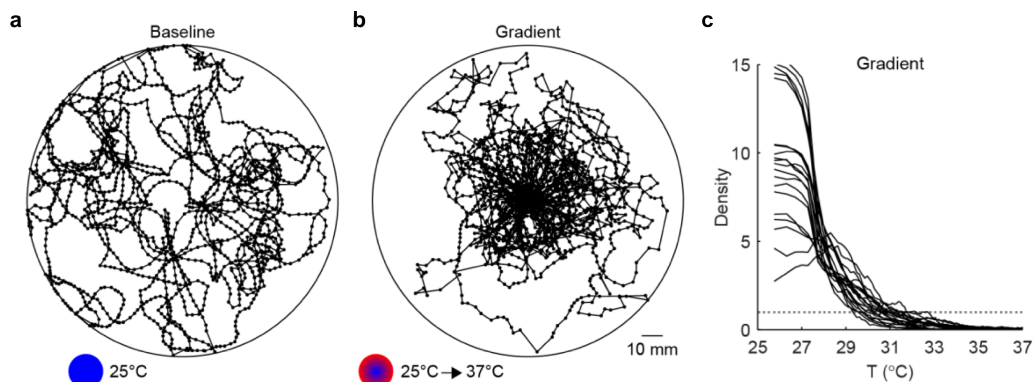 a
Baseline
25°C
b
Gradient
10 mm
25°C → 37°C
c
Gradient
Density
15
10
5
0
25 27 29 31 33 35 37
T (°C)